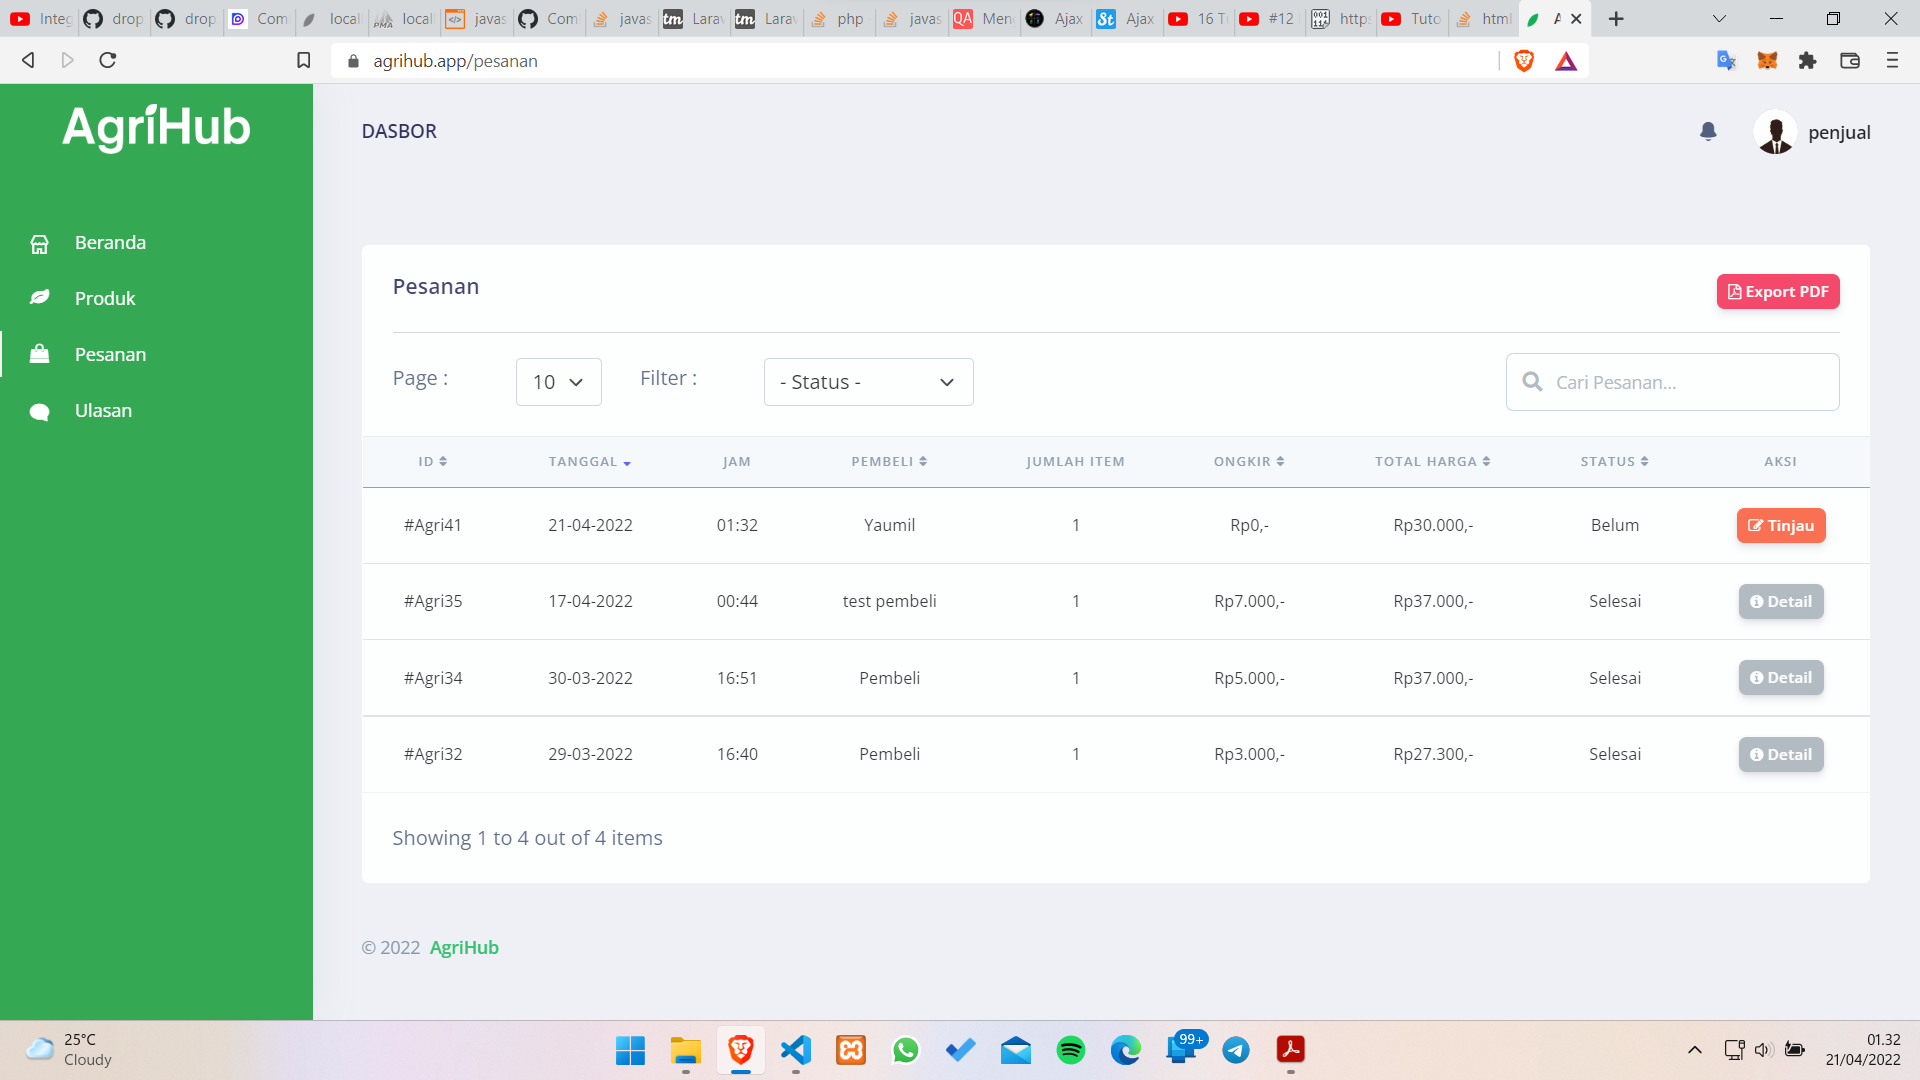 Integ drop drop Com local local javas Com javas Lara Lara php javas QA Men Ajax St Ajax 16 T #12 https Tuto html A
agrihub.app/pesanan
AgriHub
DASBOR
penjual
Beranda
Produk
Pesanan
Ulasan
Pesanan
Export PDF
Page : 10 Filter : - Status - Cari Pesanan...
ID TANGGAL JAM PEMBELI JUMLAH ITEM ONGKIR TOTAL HARGA STATUS AKSI
#Agri41 21-04-2022 01:32 Yaumil 1 Rp0,- Rp30.000,- Belum Tinjau
#Agri35 17-04-2022 00:44 test pembeli 1 Rp7.000,- Rp37.000,- Selesai Detail
#Agri34 30-03-2022 16:51 Pembeli 1 Rp5.000,- Rp37.000,- Selesai Detail
#Agri32 29-03-2022 16:40 Pembeli 1 Rp3.000,- Rp27.300,- Selesai Detail
Showing 1 to 4 out of 4 items
© 2022 AgriHub
25°C
Cloudy
99+
01.32
21/04/2022